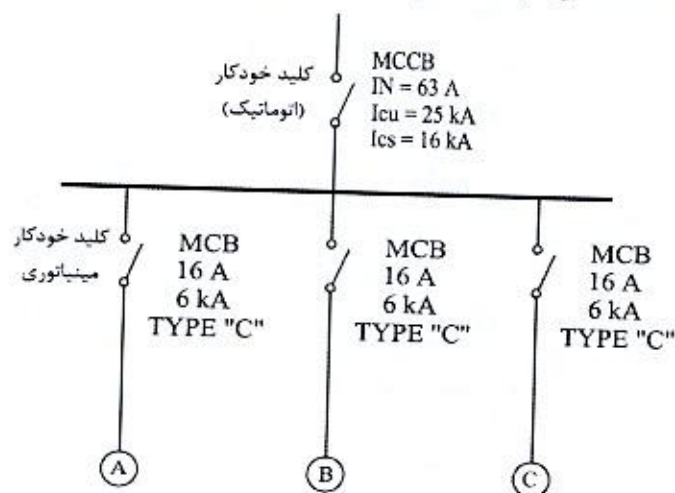 کلید خودکار
(اتوماتیک)
MCCB
IN = 63 A
Icu = 25 kA
Ics = 16 kA
کلید خودکار
مینیاتوری
MCB
16 A
6 kA
TYPE "C"
MCB
16 A
6 kA
TYPE "C"
MCB
16 A
6 kA
TYPE "C"
A
B
C